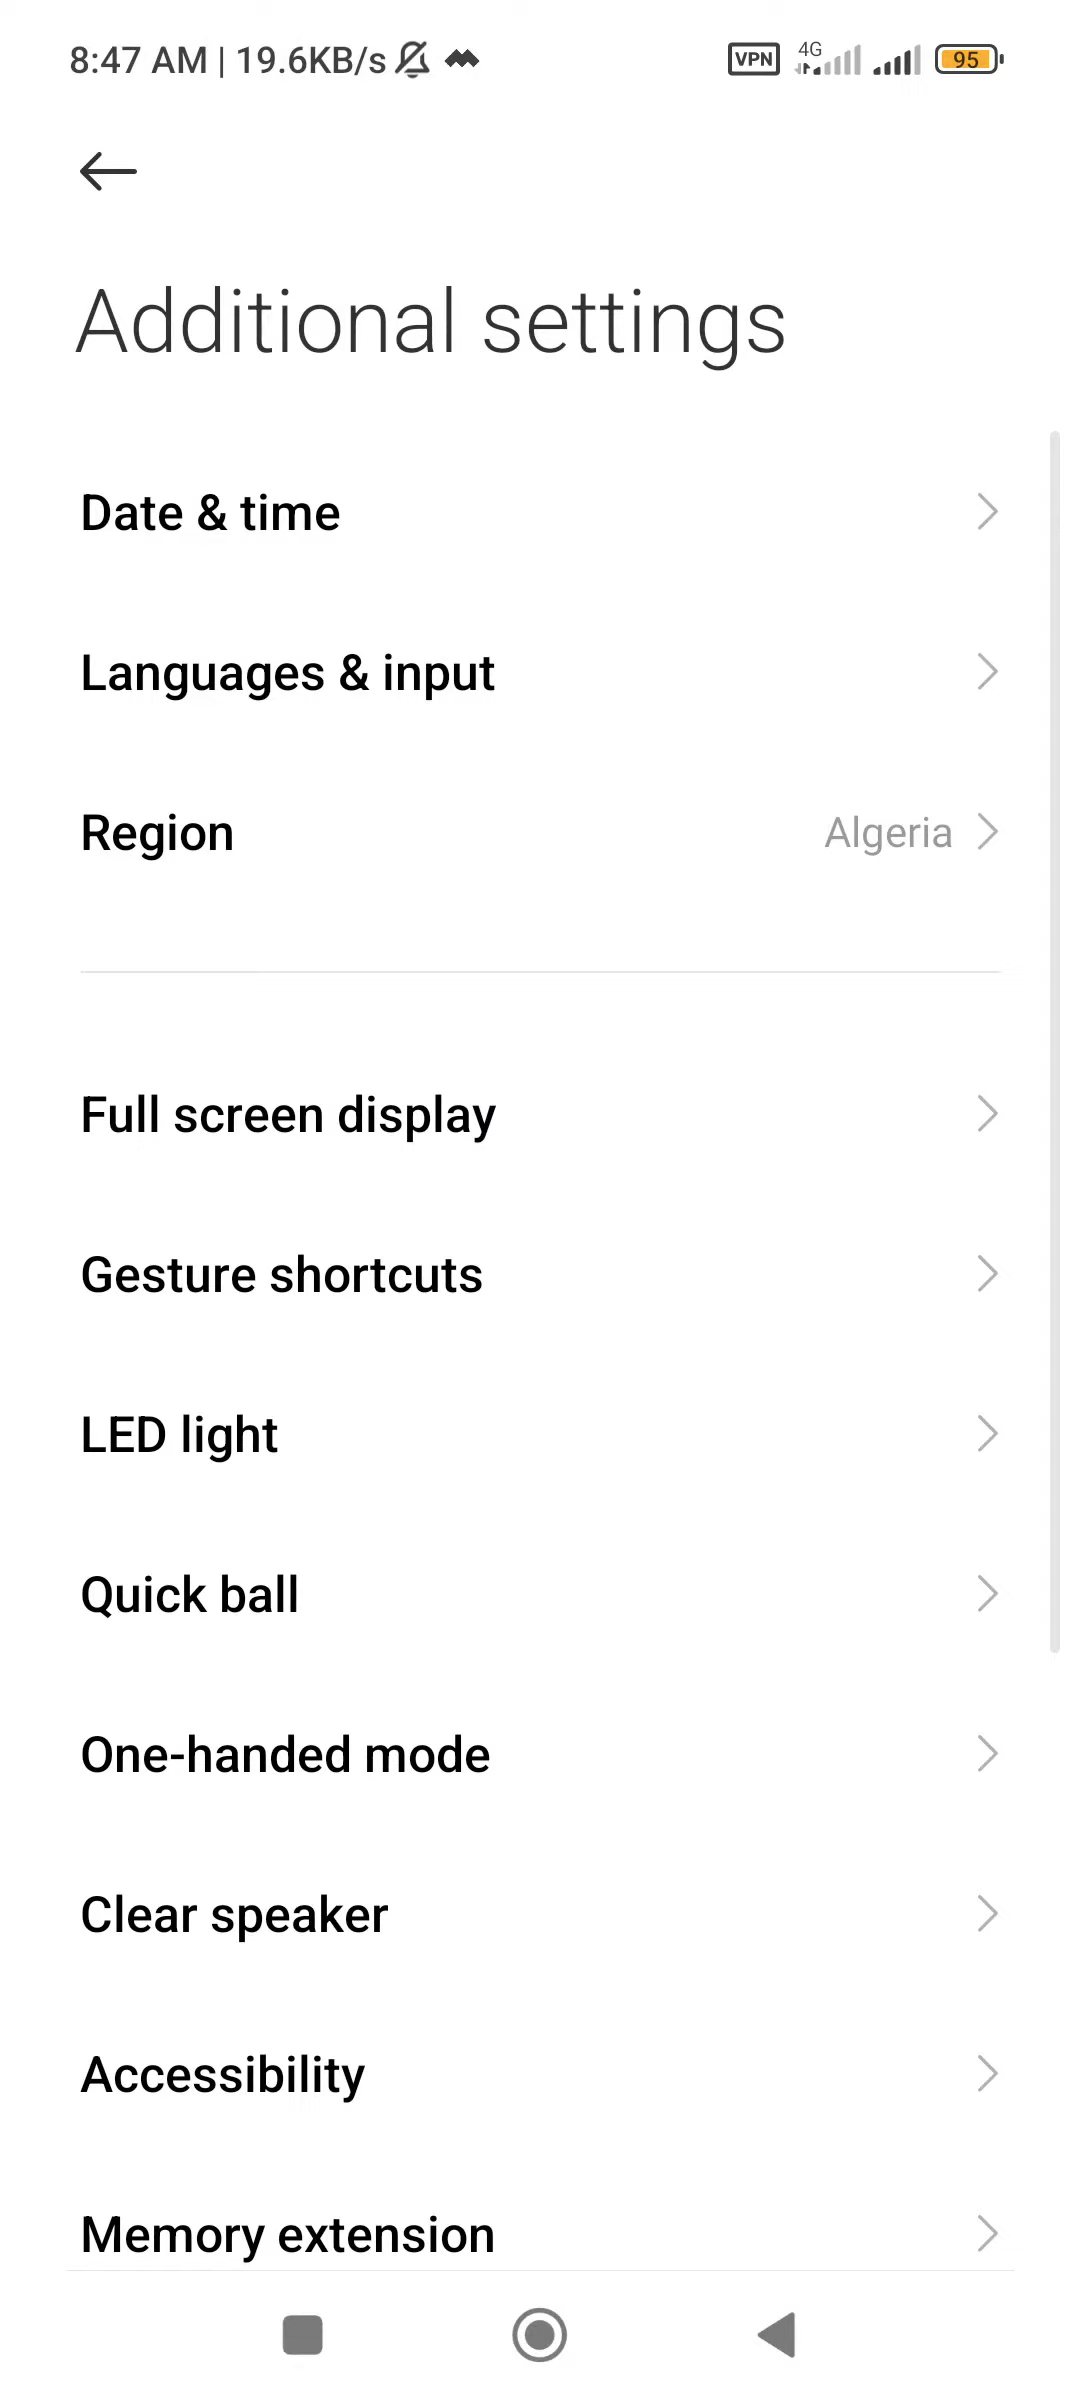 8:47 AM | 19.6KB/s VPN 4G 95
Additional settings
Date & time
Languages & input
Region Algeria
Full screen display
Gesture shortcuts
LED light
Quick ball
One-handed mode
Clear speaker
Accessibility
Memory extension